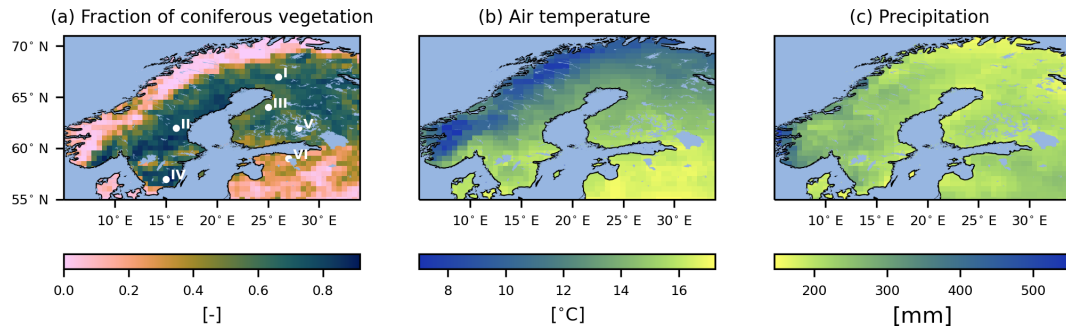 (a) Fraction of coniferous vegetation
(b) Air temperature
(c) Precipitation
70° N
65° N
60° N
55° N
I
III
II
V
VI
IV
10° E 15° E 20° E 25° E 30° E
10° E 15° E 20° E 25° E 30° E
10° E 15° E 20° E 25° E 30° E
0.0 0.2 0.4 0.6 0.8
8 10 12 14 16
200 300 400 500
[-]
[°C]
[mm]